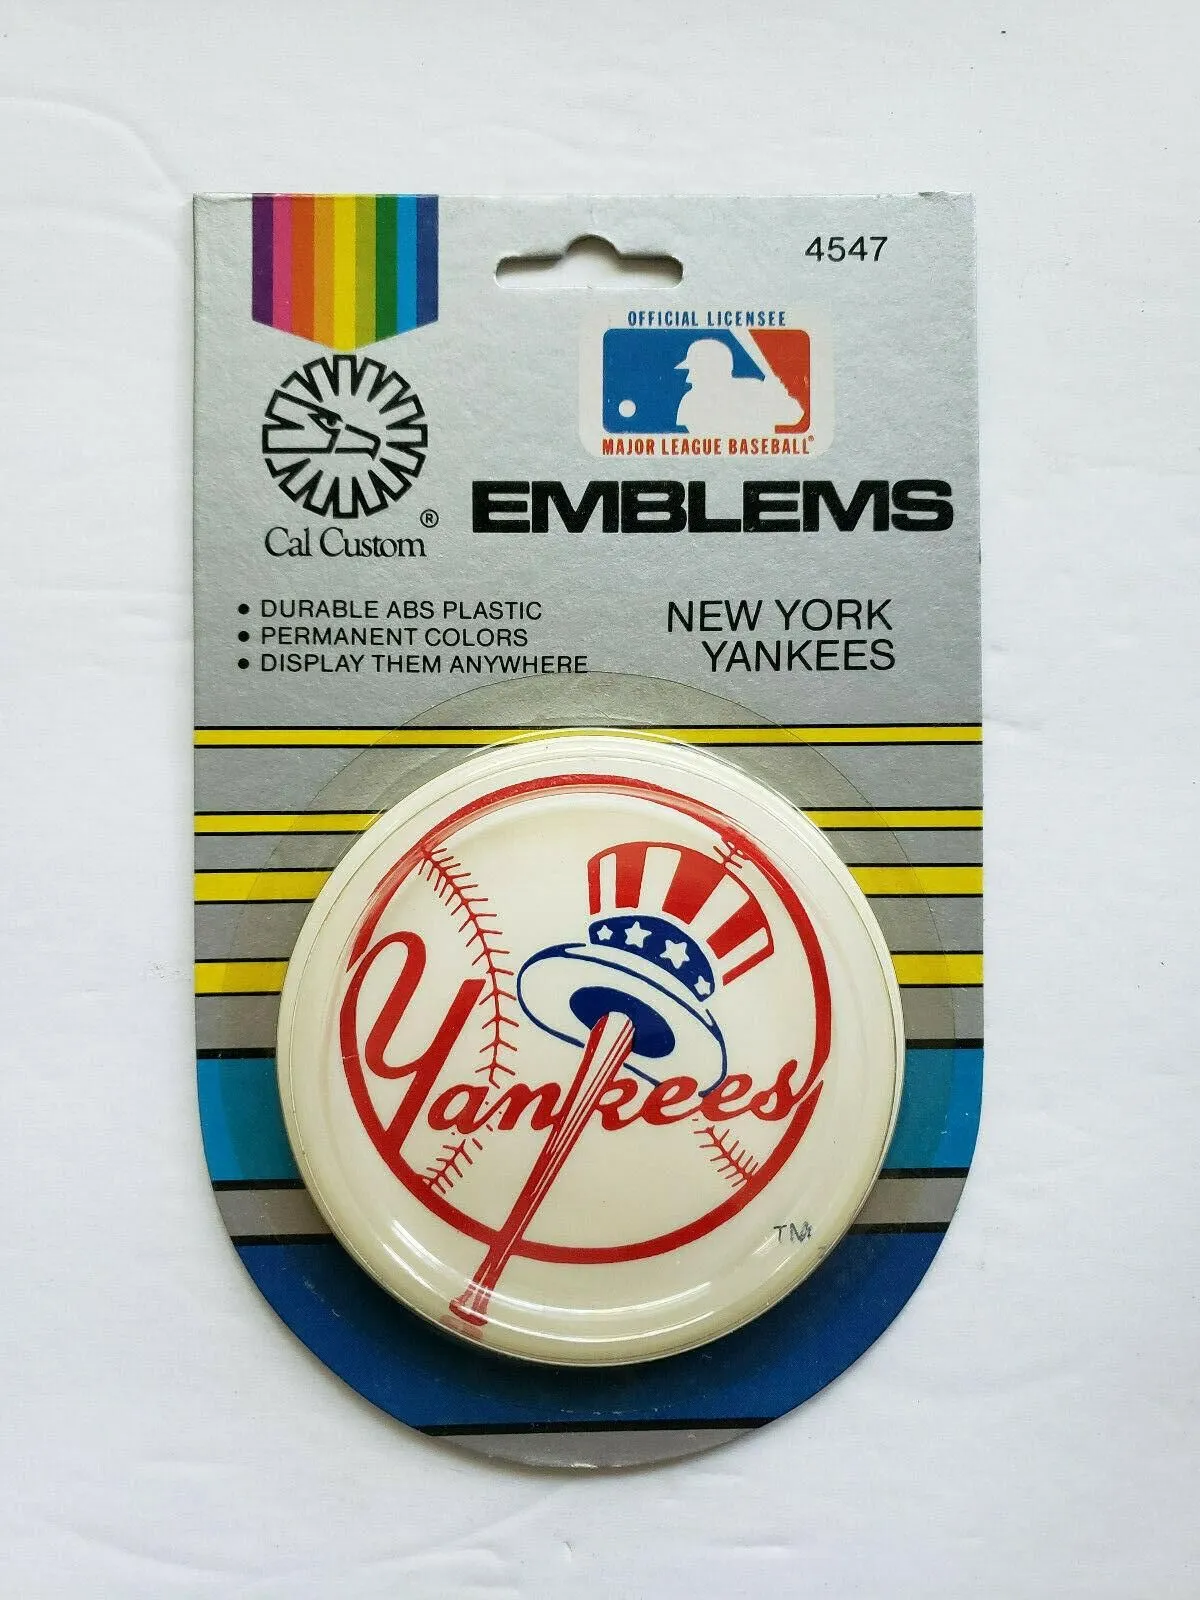 4547
OFFICIAL LICENSEE
MAJOR LEAGUE BASEBALL®
EMBLEMS
®
Cal Custom
• DURABLE ABS PLASTIC
• PERMANENT COLORS
• DISPLAY THEM ANYWHERE
NEW YORK
YANKEES
Yankees
TM